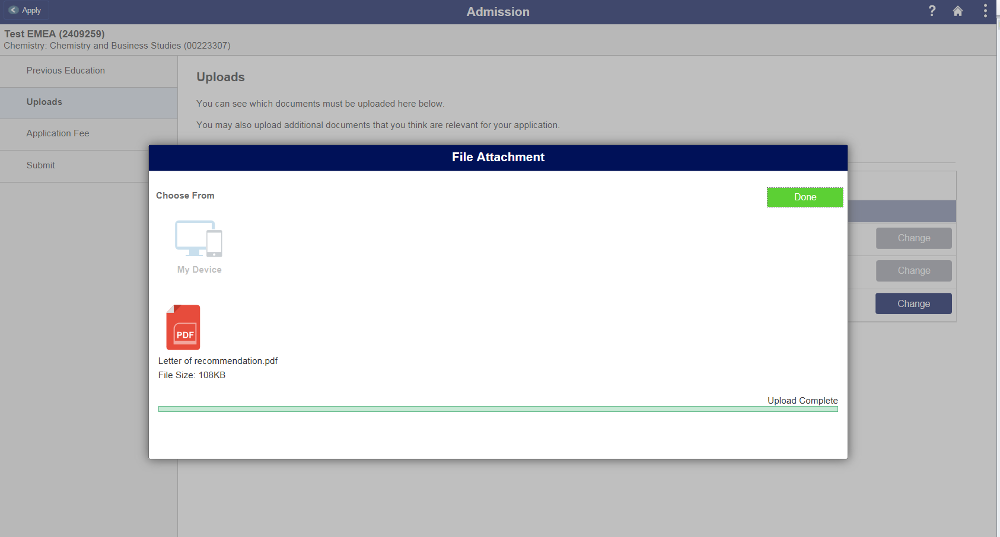 Apply
Admission
?
Test EMEA (2409259)
Chemistry: Chemistry and Business Studies (00223307)
Previous Education
Uploads
Application Fee
Submit
Uploads
You can see which documents must be uploaded here below.
You may also upload additional documents that you think are relevant for your application.
File Attachment
Choose From
Done
My Device
PDF
Letter of recommendation.pdf
File Size: 108KB
Upload Complete
Change
Change
Change